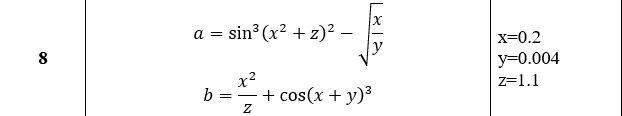 8
a = sin³(x² + z)² − √(x/y)
b = x²/z + cos(x + y)³
x=0.2
y=0.004
z=1.1